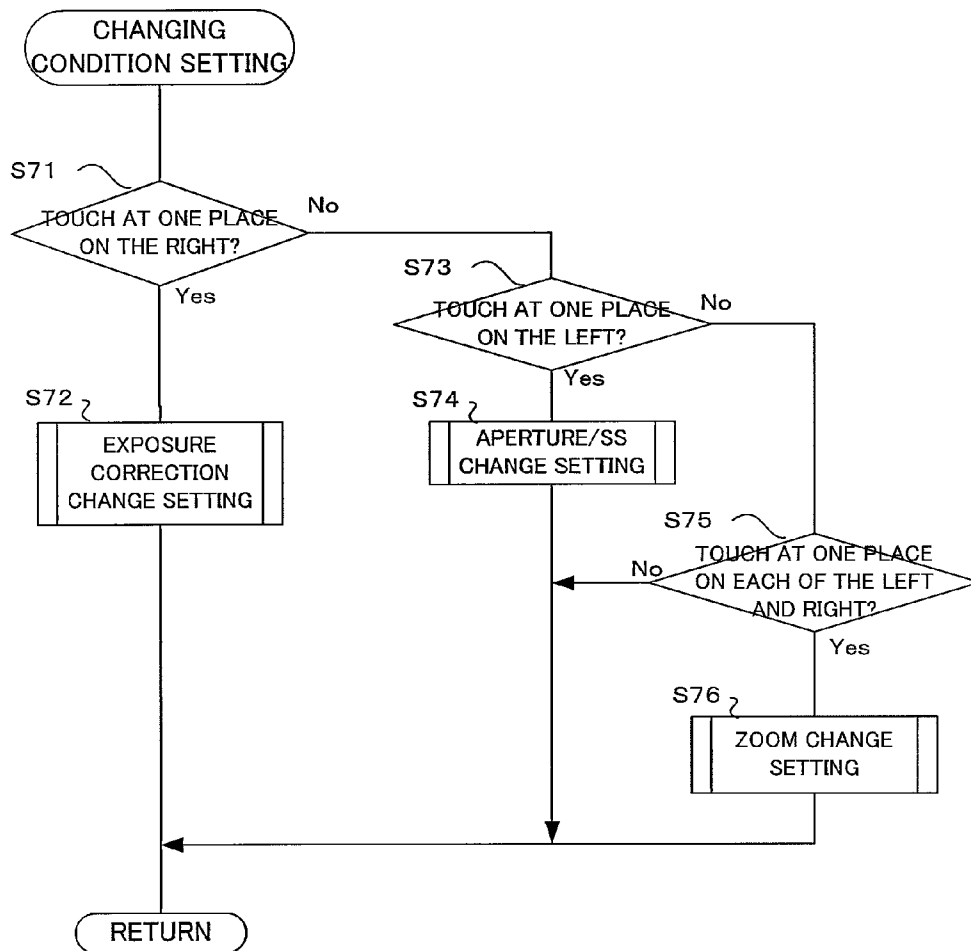 CHANGING
CONDITION SETTING
S71
TOUCH AT ONE PLACE
ON THE RIGHT?
No
Yes
S73
TOUCH AT ONE PLACE
ON THE LEFT?
No
Yes
S72
EXPOSURE
CORRECTION
CHANGE SETTING
S74
APERTURE/SS
CHANGE SETTING
S75
TOUCH AT ONE PLACE
ON EACH OF THE LEFT
AND RIGHT?
No
Yes
S76
ZOOM CHANGE
SETTING
RETURN